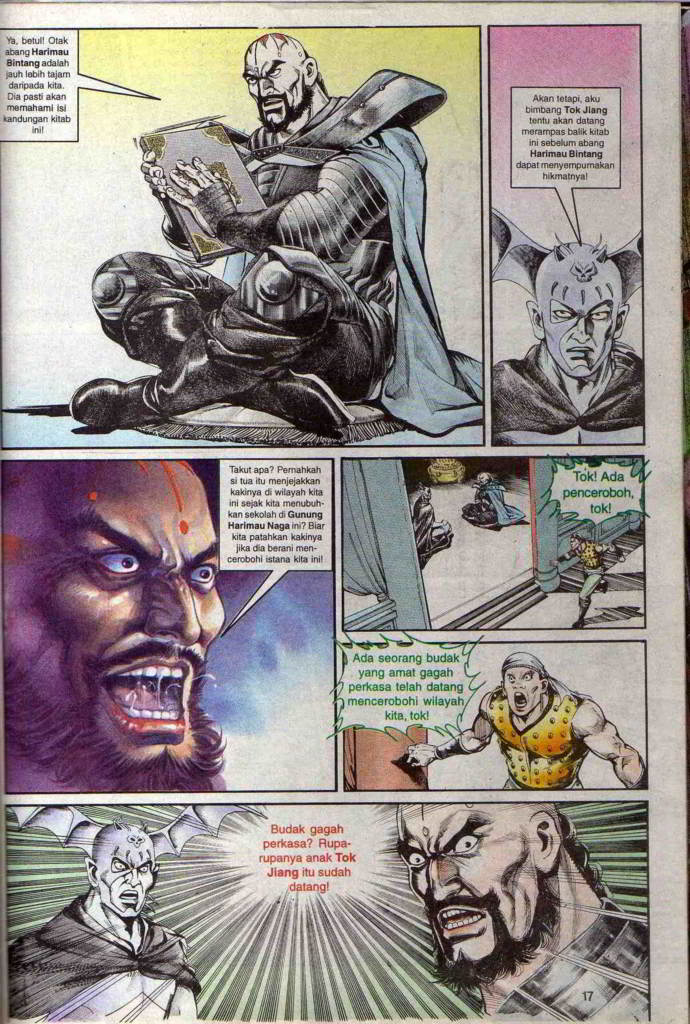 Ya, betul! Otak
abang Harimau
Bintang adalah
jauh lebih tajam
daripada kita.
Dia pasti akan
memahami isi
kandungan kitab
ini!
Akan tetapi, aku
bimbang Tok Jiang
tentu akan datang
merampas balik kitab
ini sebelum abang
Harimau Bintang
dapat menyempurnakan
hikmatnya!
Takut apa? Pernahkah
si tua itu menjejakkan
kakinya di wilayah kita
ini sejak kita menubuh-
kan sekolah di Gunung
Harimau Naga ini? Biar
kita patahkan kakinya
jika dia berani men-
cerobohi istana kita ini!
Tok! Ada
penceroboh,
tok!
Ada seorang budak
yang amat gagah
perkasa telah datang
mencerobohi wilayah
kita, tok!
Budak gagah
perkasa? Rupa-
rupanya anak Tok
Jiang itu sudah
datang!
17